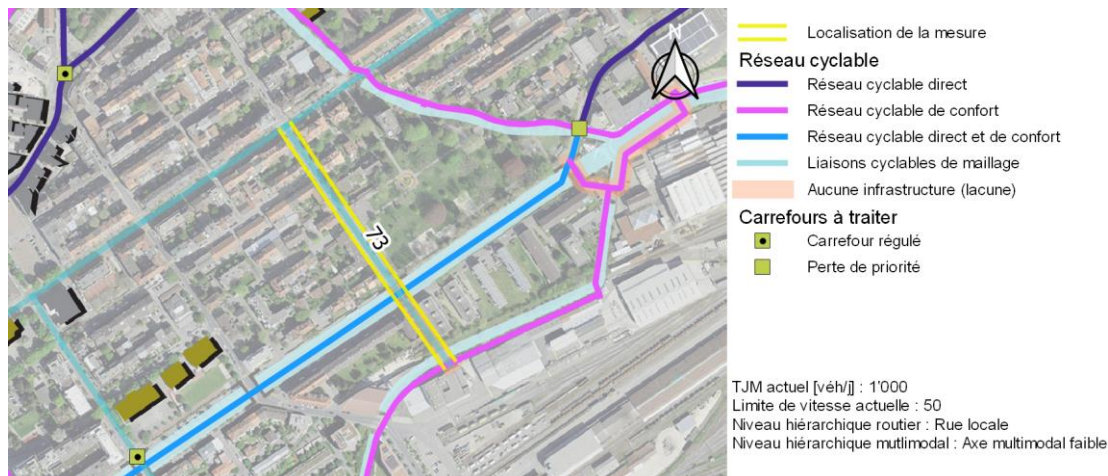 N
73
Localisation de la mesure
Réseau cyclable
Réseau cyclable direct
Réseau cyclable de confort
Réseau cyclable direct et de confort
Liaisons cyclables de maillage
Aucune infrastructure (lacune)
Carrefours à traiter
Carrefour régulé
Perte de priorité
TJM actuel [véh/j] : 1'000
Limite de vitesse actuelle : 50
Niveau hiérarchique routier : Rue locale
Niveau hiérarchique mutlimodal : Axe multimodal faible